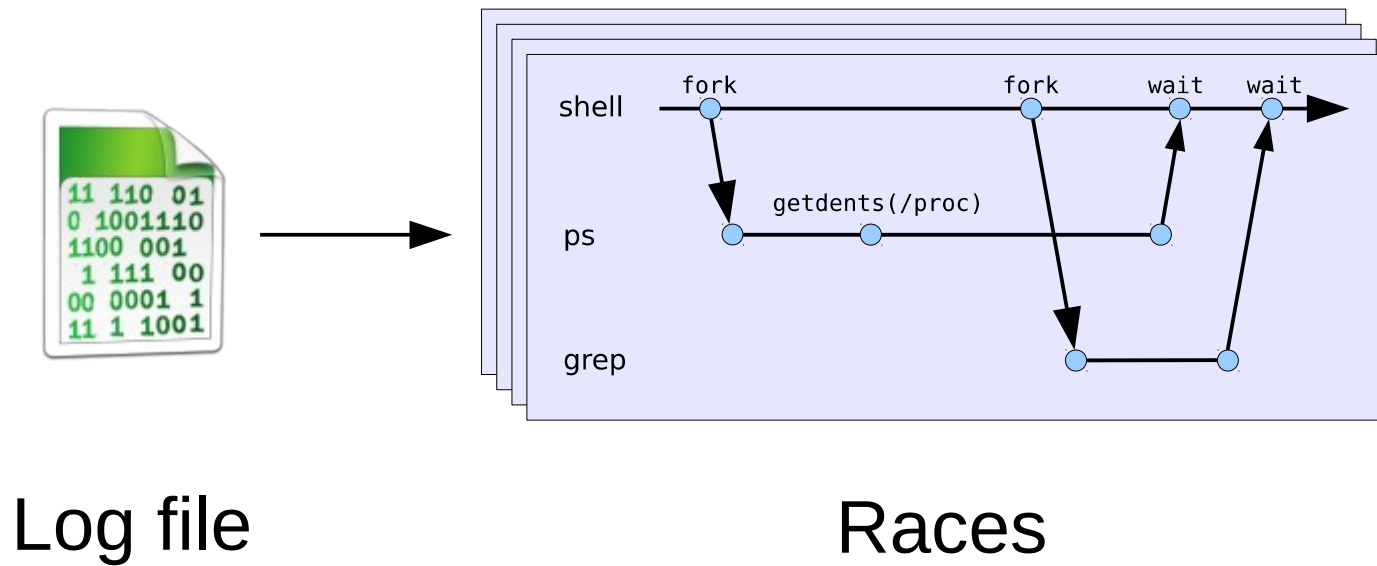 fork fork wait wait
shell
getdents(/proc)
ps
grep
11 110 01
0 1001110
1100 001
1 111 00
00 0001 1
11 1 1001
Log file
Races